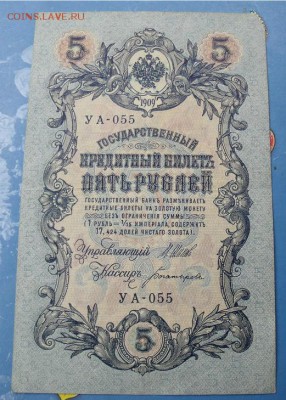 COINS.LAVE.RU
5 5
1909
УА-055
ГОСУДАРСТВЕННЫЙ
КРЕДИТНЫЙ БИЛЕТЪ
ПЯТЬ РУБЛЕЙ
ГОСУДАРСТВЕННЫЙ БАНКЪ РАЗМѢНИВАЕТЪ
КРЕДИТНЫЕ БИЛЕТЫ НА ЗОЛОТУЮ МОНЕТУ
БЕЗЪ ОГРАНИЧЕНІЯ СУММЫ
(1 РУБЛЬ = 1/15 ИМПЕРІАЛА, СОДЕРЖИТЪ
17,424 ДОЛЕЙ ЧИСТАГО ЗОЛОТА).
Управляющій
Кассиръ
УА-055
5